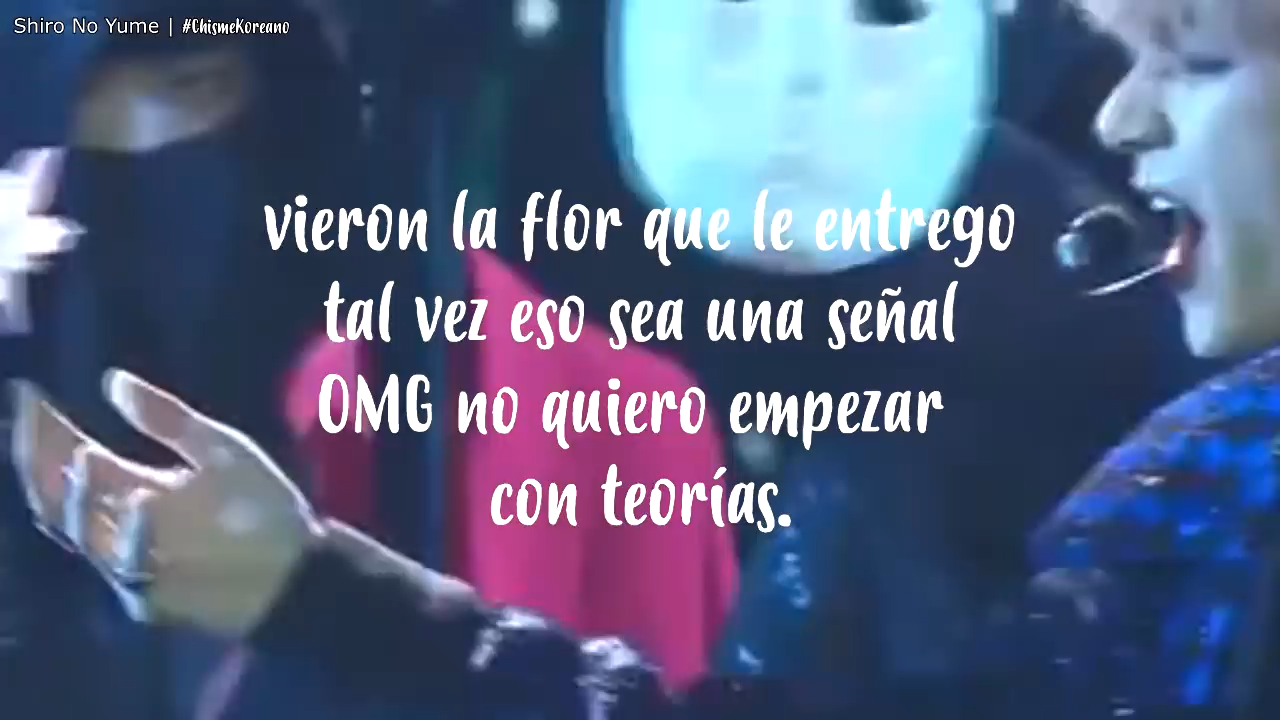 Shiro No Yume | #ChismeKoreano
vieron la flor que le entrego
tal vez eso sea una señal
OMG no quiero empezar
con teorías.